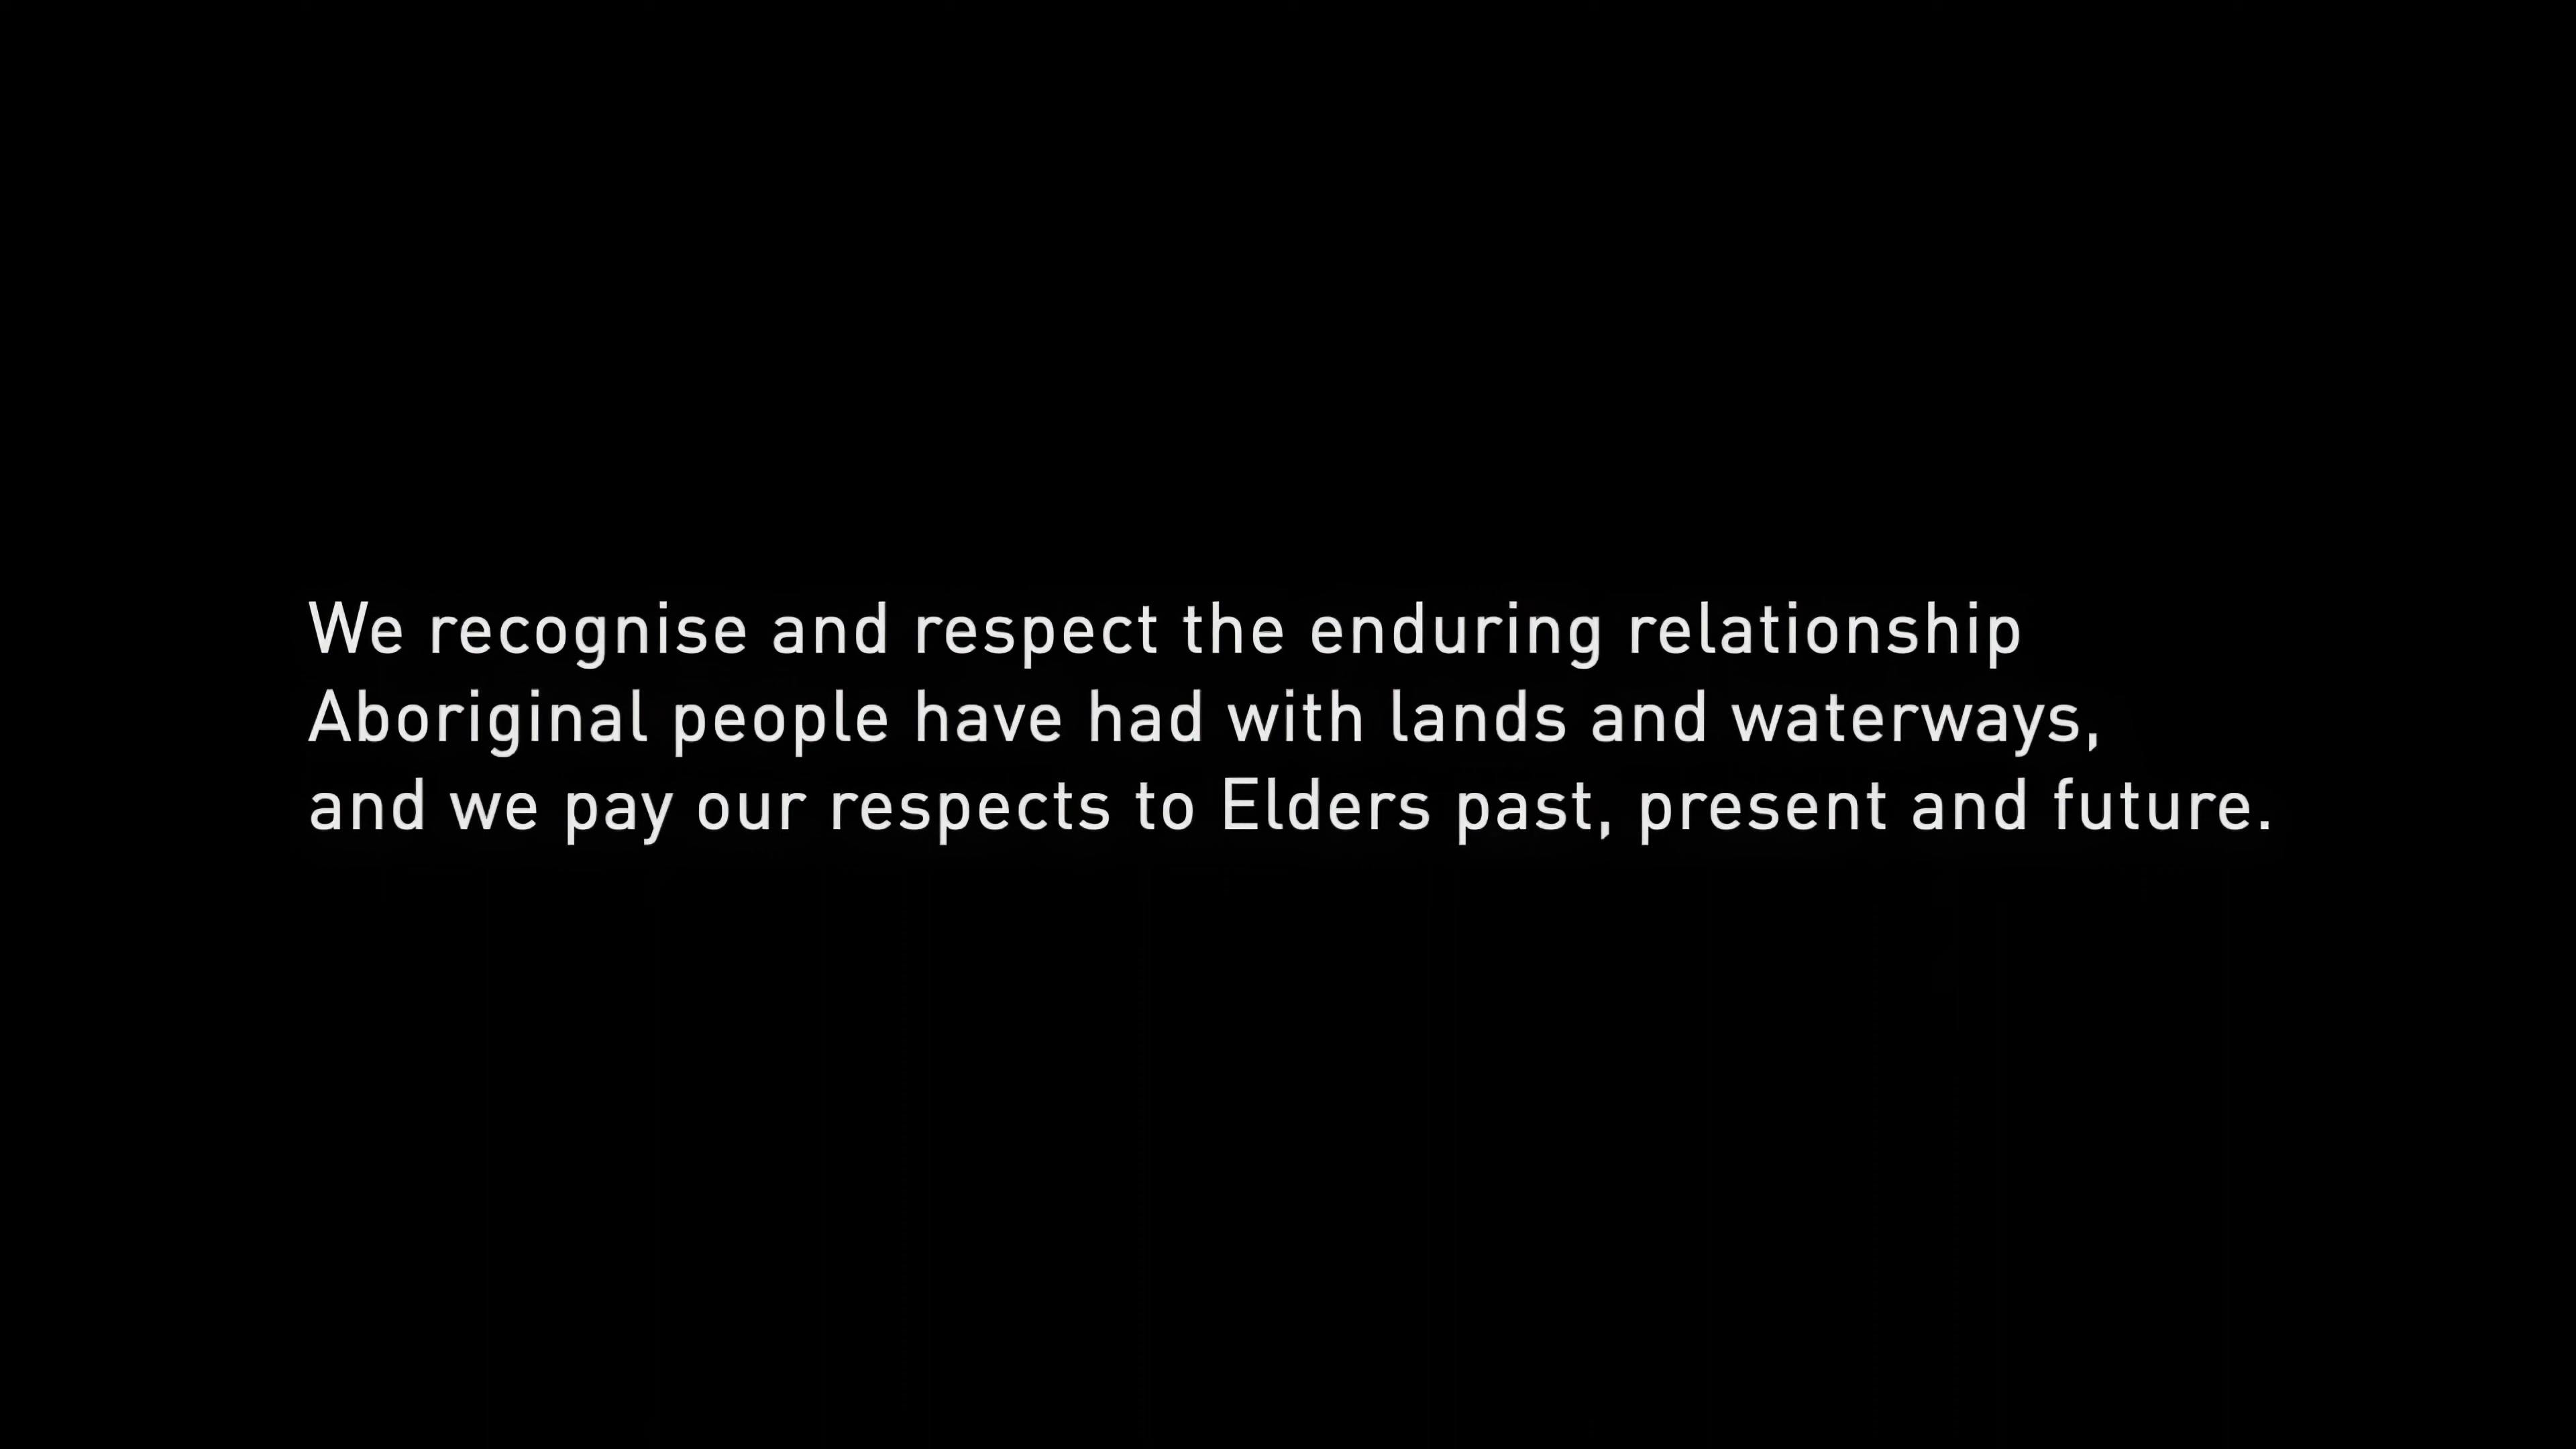 We recognise and respect the enduring relationship
Aboriginal people have had with lands and waterways,
and we pay our respects to Elders past, present and future.